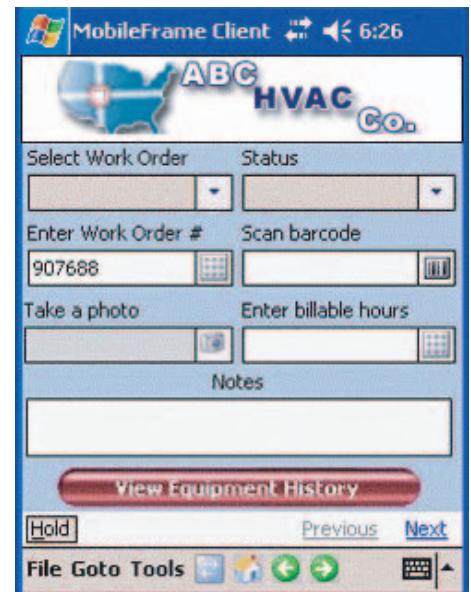 MobileFrame Client 6:26
ABC
HVAC
Co.
Select Work Order Status
Enter Work Order # Scan barcode
907688
Take a photo Enter billable hours
Notes
View Equipment History
Hold Previous Next
File Goto Tools